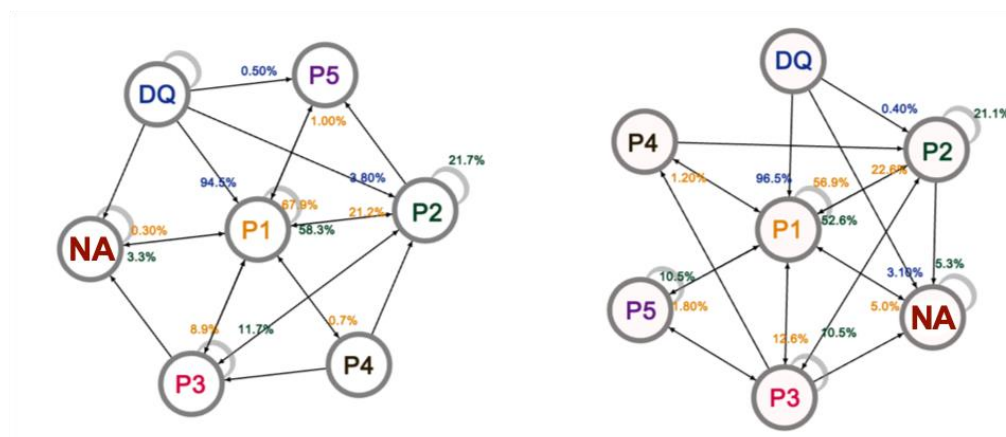 DQ
0.50%
P5
1.00%
94.5%
3.80%
21.7%
P2
67.9%
21.2%
58.3%
P1
NA
0.30%
3.3%
8.9%
11.7%
0.7%
P3
P4
DQ
0.40%
21.1%
P4
P2
1.20%
96.5%
56.9%
22.6%
52.6%
P1
10.5%
3.10%
5.3%
P5
1.80%
5.0%
NA
12.6%
10.5%
P3